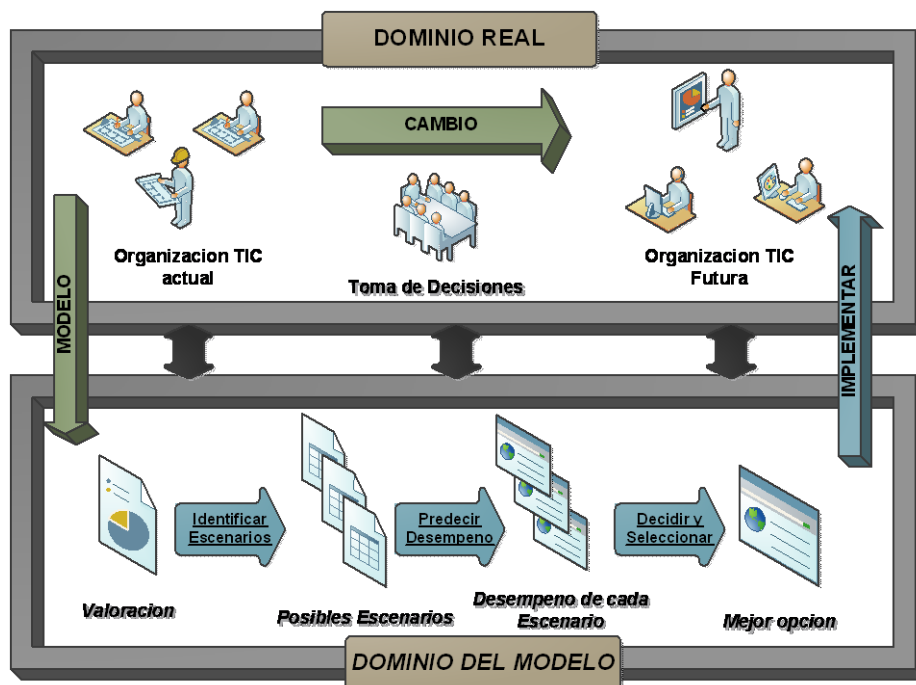 DOMINIO REAL
CAMBIO
Organizacion TIC
actual
Toma de Decisiones
Organizacion TIC
Futura
MODELO
IMPLEMENTAR
Identificar
Escenarios
Predecir
Desempeno
Decidir y
Seleccionar
Valoracion
Posibles Escenarios
Desempeno de cada
Escenario
Mejor opcion
DOMINIO DEL MODELO